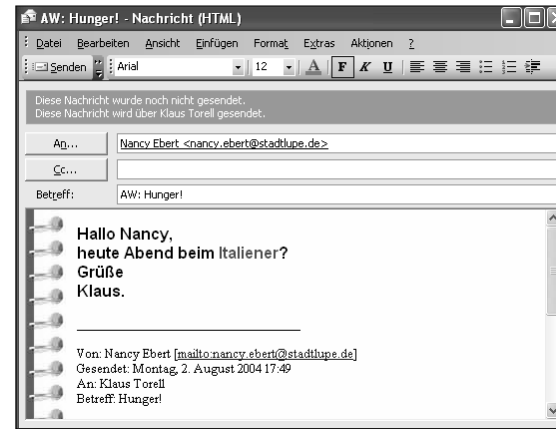 AW: Hunger! - Nachricht (HTML)
Datei Bearbeiten Ansicht Einfügen Format Extras Aktionen ?
Senden Arial 12 A F K U
Diese Nachricht wurde noch nicht gesendet.
Diese Nachricht wird über Klaus Torell gesendet.
An... Nancy Ebert <nancy.ebert@stadtlupe.de>
Cc...
Betreff: AW: Hunger!
Hallo Nancy,
heute Abend beim Italiener?
Grüße
Klaus.
Von: Nancy Ebert [mailto:nancy.ebert@stadtlupe.de]
Gesendet: Montag, 2. August 2004 17:49
An: Klaus Torell
Betreff: Hunger!